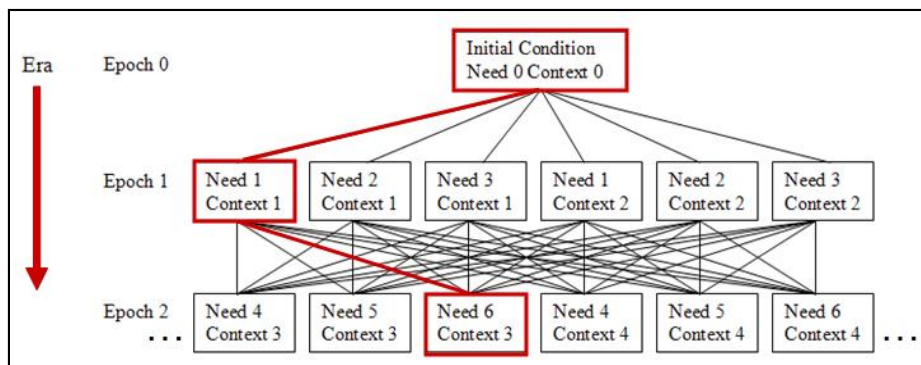 Era
Epoch 0
Initial Condition
Need 0 Context 0
Epoch 1
Need 1
Context 1
Need 2
Context 1
Need 3
Context 1
Need 1
Context 2
Need 2
Context 2
Need 3
Context 2
Epoch 2
. . .
Need 4
Context 3
Need 5
Context 3
Need 6
Context 3
Need 4
Context 4
Need 5
Context 4
Need 6
Context 4
. . .